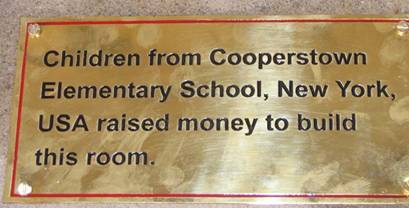 Children from Cooperstown
Elementary School, New York,
USA raised money to build
this room.